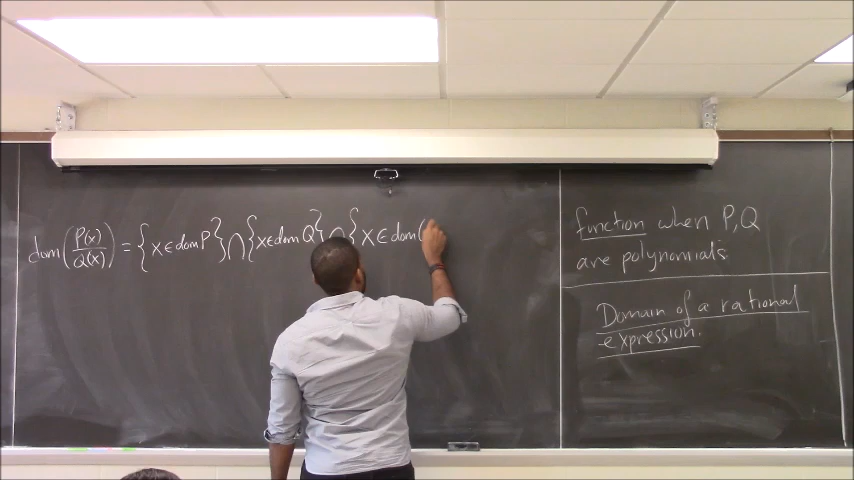 dom(P(x)/Q(x)) = {x ∈ dom P} ∩ {x ∈ dom Q} ∩ {x ∈ dom(
function when P,Q
are polynomials
Domain of a rational
expression.